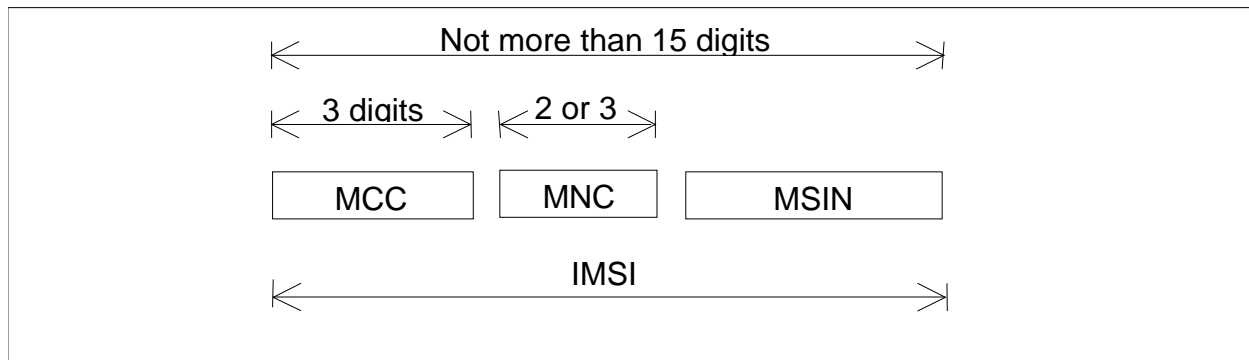 Not more than 15 digits
3 digits 2 or 3
MCC MNC MSIN
IMSI